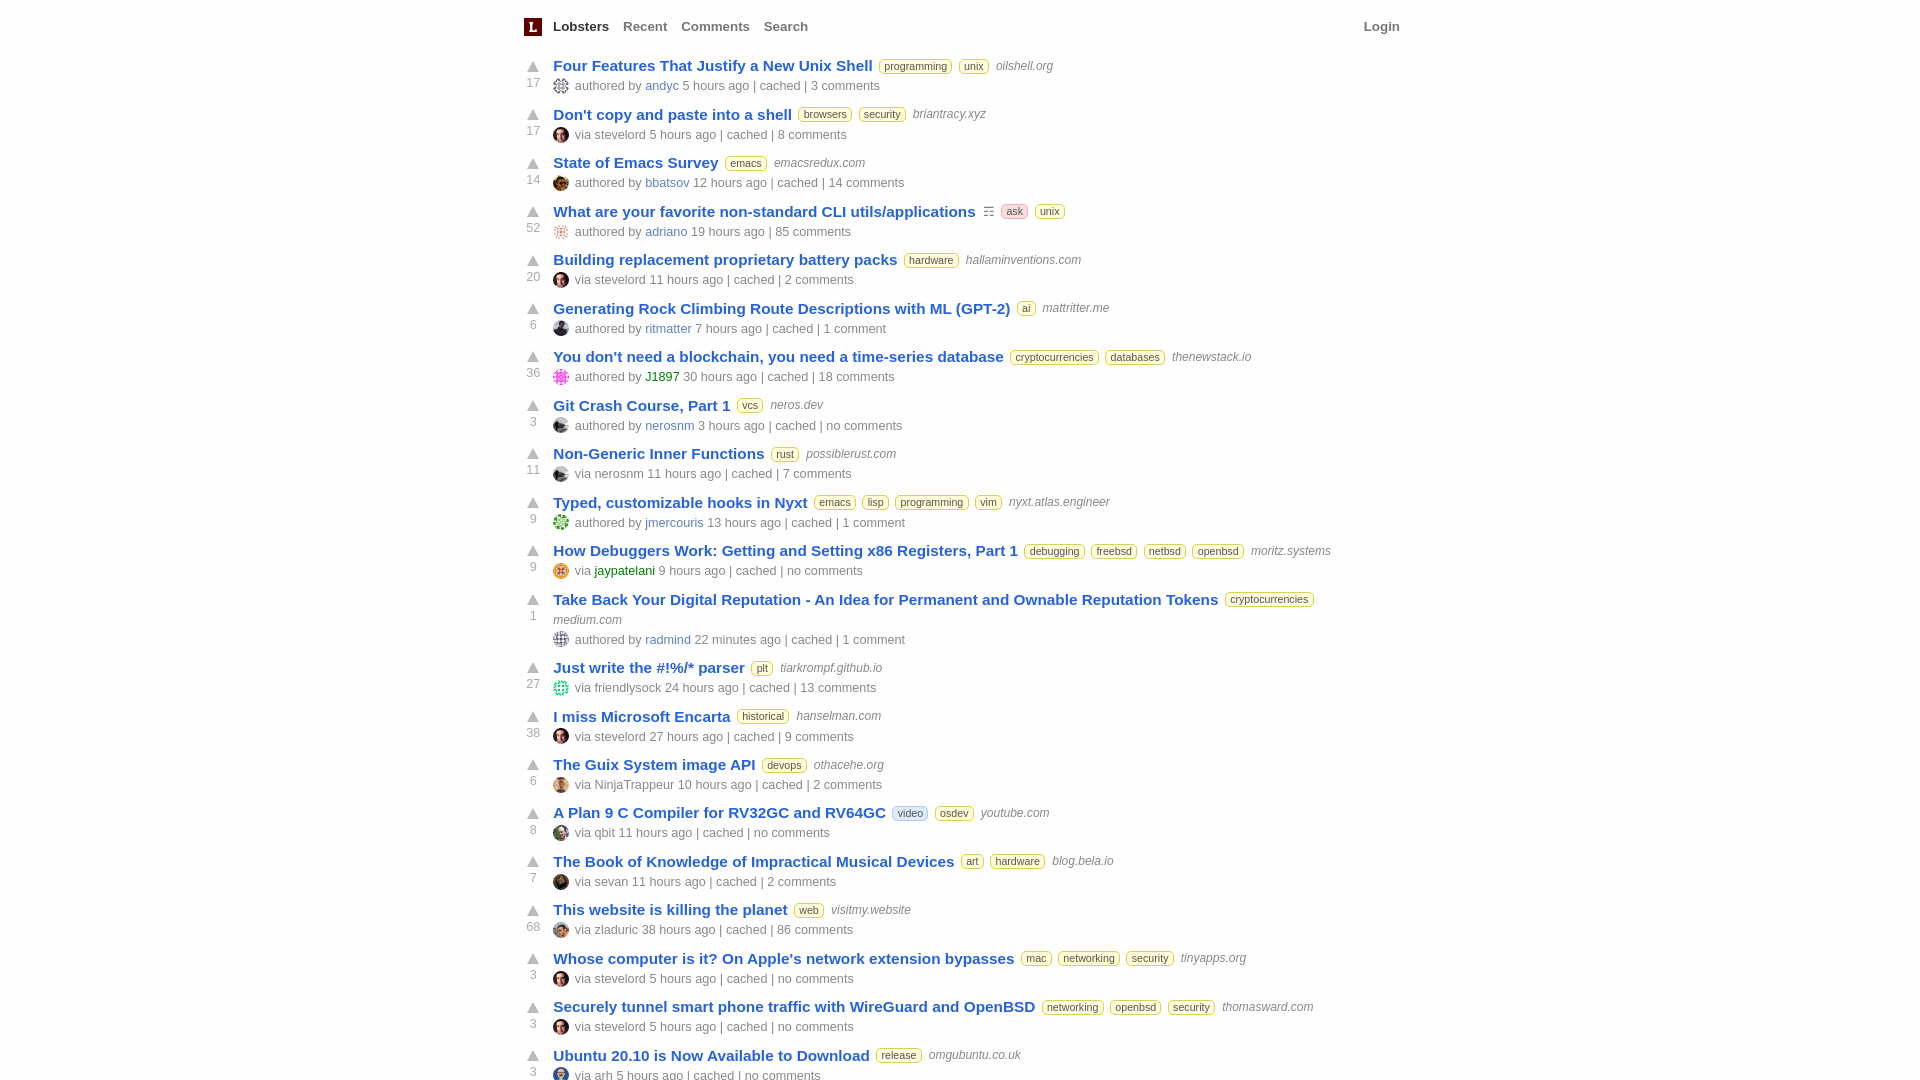 L Lobsters Recent Comments Search Login
Four Features That Justify a New Unix Shell programming unix oilshell.org
17
authored by andyc 5 hours ago | cached | 3 comments
Don't copy and paste into a shell browsers security briantracy.xyz
17
via stevelord 5 hours ago | cached | 8 comments
State of Emacs Survey emacs emacsredux.com
14
authored by bbatsov 12 hours ago | cached | 14 comments
What are your favorite non-standard CLI utils/applications ☶ ask unix
52
authored by adriano 19 hours ago | 85 comments
Building replacement proprietary battery packs hardware hallaminventions.com
20
via stevelord 11 hours ago | cached | 2 comments
Generating Rock Climbing Route Descriptions with ML (GPT-2) ai mattritter.me
6
authored by ritmatter 7 hours ago | cached | 1 comment
You don't need a blockchain, you need a time-series database cryptocurrencies databases thenewstack.io
36
authored by J1897 30 hours ago | cached | 18 comments
Git Crash Course, Part 1 vcs neros.dev
3
authored by nerosnm 3 hours ago | cached | no comments
Non-Generic Inner Functions rust possiblerust.com
11
via nerosnm 11 hours ago | cached | 7 comments
Typed, customizable hooks in Nyxt emacs lisp programming vim nyxt.atlas.engineer
9
authored by jmercouris 13 hours ago | cached | 1 comment
How Debuggers Work: Getting and Setting x86 Registers, Part 1 debugging freebsd netbsd openbsd moritz.systems
9
via jaypatelani 9 hours ago | cached | no comments
Take Back Your Digital Reputation - An Idea for Permanent and Ownable Reputation Tokens cryptocurrencies
1
medium.com
authored by radmind 22 minutes ago | cached | 1 comment
Just write the #!%/* parser plt tiarkrompf.github.io
27
via friendlysock 24 hours ago | cached | 13 comments
I miss Microsoft Encarta historical hanselman.com
38
via stevelord 27 hours ago | cached | 9 comments
The Guix System image API devops othacehe.org
6
via NinjaTrappeur 10 hours ago | cached | 2 comments
A Plan 9 C Compiler for RV32GC and RV64GC video osdev youtube.com
8
via qbit 11 hours ago | cached | no comments
The Book of Knowledge of Impractical Musical Devices art hardware blog.bela.io
7
via sevan 11 hours ago | cached | 2 comments
This website is killing the planet web visitmy.website
68
via zladuric 38 hours ago | cached | 86 comments
Whose computer is it? On Apple's network extension bypasses mac networking security tinyapps.org
3
via stevelord 5 hours ago | cached | no comments
Securely tunnel smart phone traffic with WireGuard and OpenBSD networking openbsd security thomasward.com
3
via stevelord 5 hours ago | cached | no comments
Ubuntu 20.10 is Now Available to Download release omgubuntu.co.uk
3
via arh 5 hours ago | cached | no comments